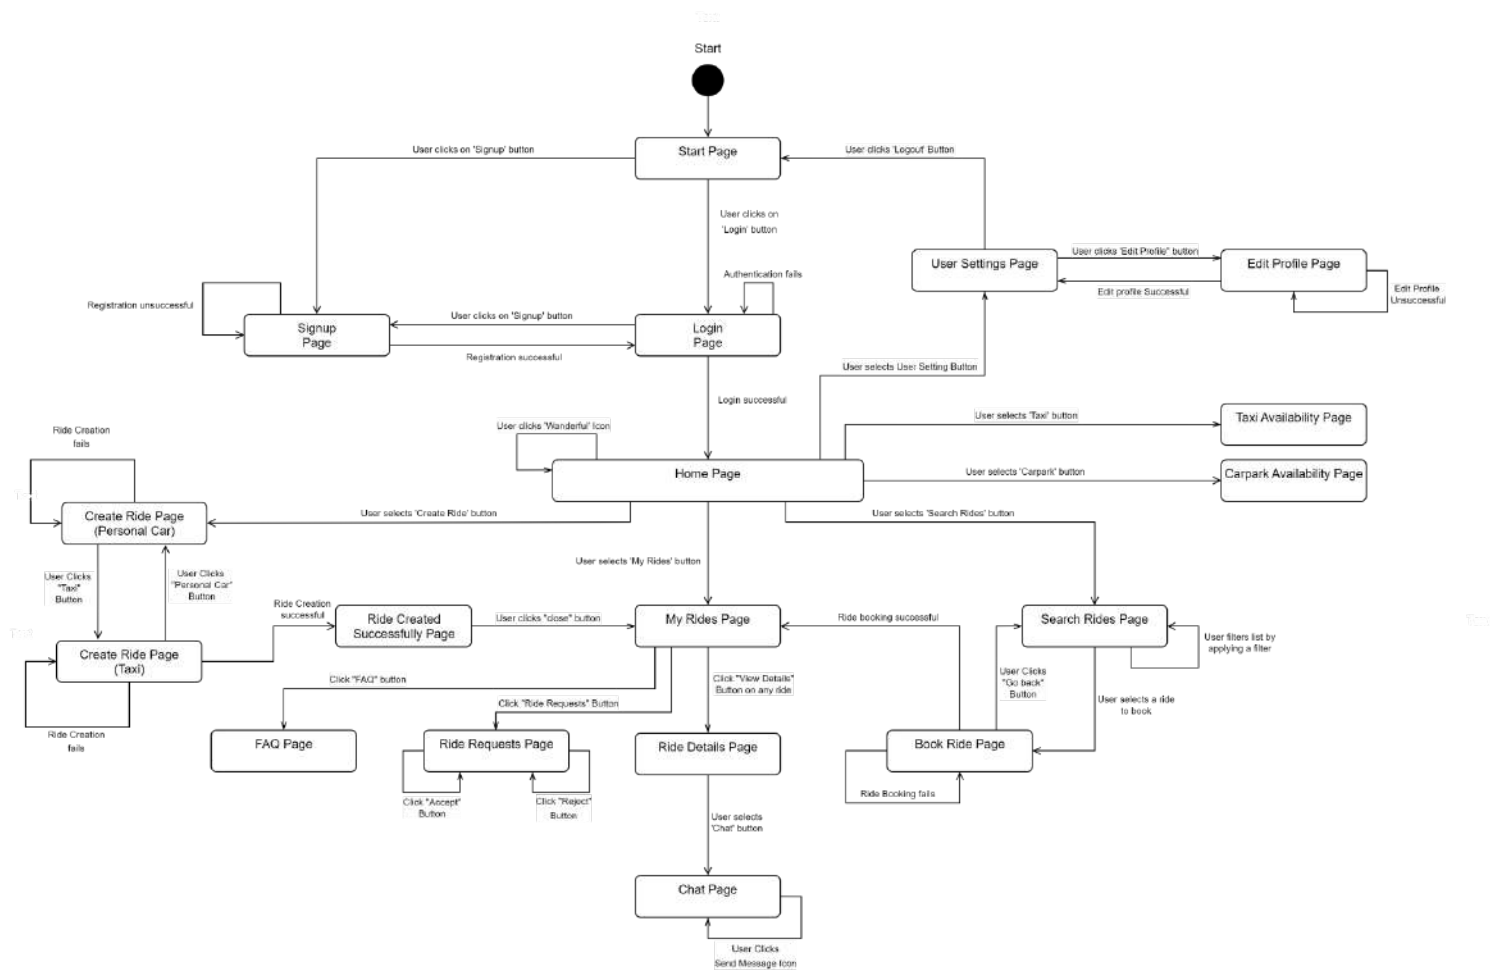 Start
Start Page
User clicks on 'Signup' button
User clicks 'Logout' Button
User clicks on
'Login' button
User Settings Page
User clicks 'Edit Profile" button
Edit Profile Page
Edit profile Successful
Edit Profile
Unsuccessful
Authentication fails
Registration unsuccessful
Signup
Page
User clicks on 'Signup' button
Registration successful
Login
Page
User selects User Setting Button
Login successful
User clicks 'Wanderful' Icon
User selects 'Taxi' button
Taxi Availability Page
Home Page
User selects 'Carpark' button
Carpark Availability Page
Ride Creation
fails
Create Ride Page
(Personal Car)
User selects 'Create Ride' button
User selects 'My Rides' button
User selects 'Search Rides' button
User Clicks
"Taxi"
Button
User Clicks
"Personal Car"
Button
Ride Creation
successful
Ride Created
Successfully Page
User clicks "close" button
My Rides Page
Ride booking successful
Search Rides Page
User filters list by
applying a filter
Create Ride Page
(Taxi)
Ride Creation
fails
Click "FAQ" button
Click "Ride Requests" Button
Click "View Details"
Button on any ride
User Clicks
"Go back"
Button
User selects a ride
to book
FAQ Page
Ride Requests Page
Ride Details Page
Book Ride Page
Click "Accept"
Button
Click "Reject"
Button
Ride Booking fails
User selects
'Chat' button
Chat Page
User Clicks
Send Message Icon